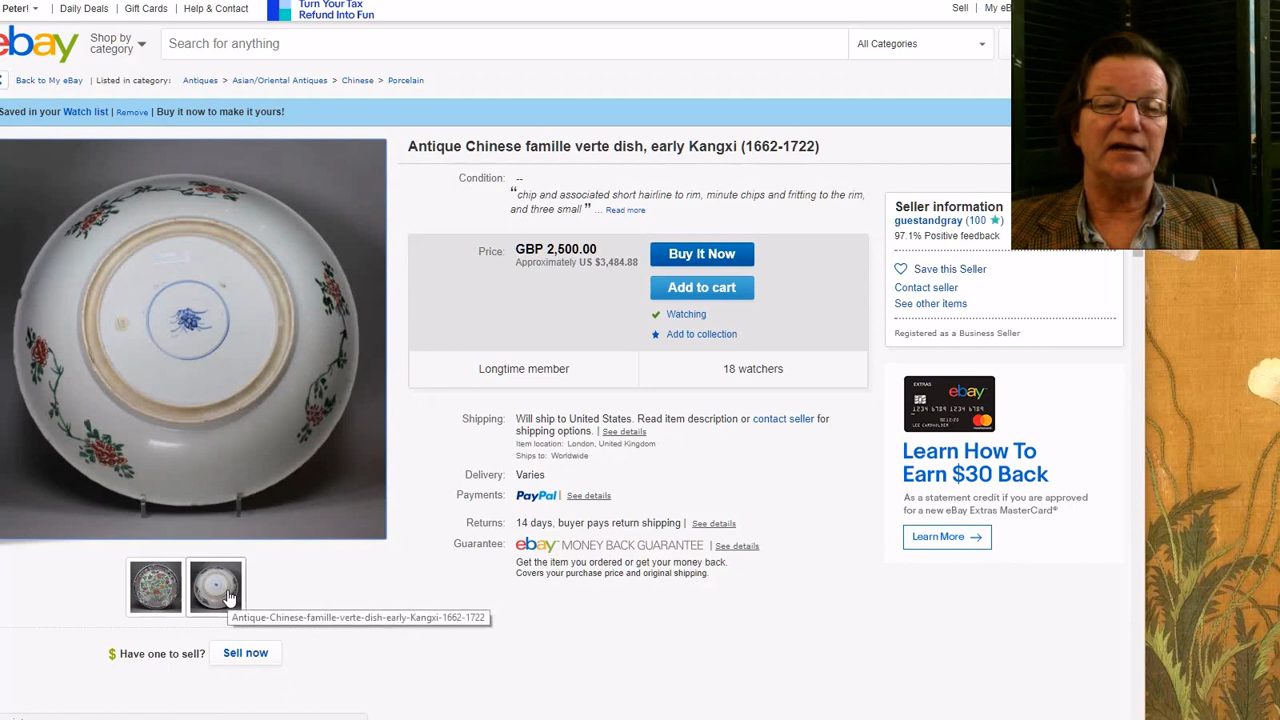 Peter!
Daily Deals
Gift Cards
Help & Contact
Turn Your Tax
Refund Into Fun
Sell
My eB
ebay
Shop by
category
Search for anything
All Categories
Back to My eBay
Listed in category:
Antiques > Asian/Oriental Antiques > Chinese > Porcelain
Saved in your Watch list | Remove | Buy it now to make it yours!
Antique Chinese famille verte dish, early Kangxi (1662-1722)
Condition:
--
"chip and associated short hairline to rim, minute chips and fritting to the rim,
and three small" ... Read more
Price:
GBP 2,500.00
Approximately US $3,484.88
Buy It Now
Add to cart
Watching
Add to collection
Longtime member
18 watchers
Shipping:
Will ship to United States. Read item description or contact seller for
shipping options. | See details
Item location: London, United Kingdom
Ships to: Worldwide
Delivery:
Varies
Payments:
PayPal | See details
Returns:
14 days, buyer pays return shipping | See details
Guarantee:
ebay MONEY BACK GUARANTEE | See details
Get the item you ordered or get your money back.
Covers your purchase price and original shipping.
Seller information
guestandgray (100 )
97.1% Positive feedback
Save this Seller
Contact seller
See other items
Registered as a Business Seller
EXTRAS
ebay
Learn How To
Earn $30 Back
As a statement credit if you are approved
for a new eBay Extras MasterCard®
Learn More
Antique-Chinese-famille-verte-dish-early-Kangxi-1662-1722
$ Have one to sell?
Sell now